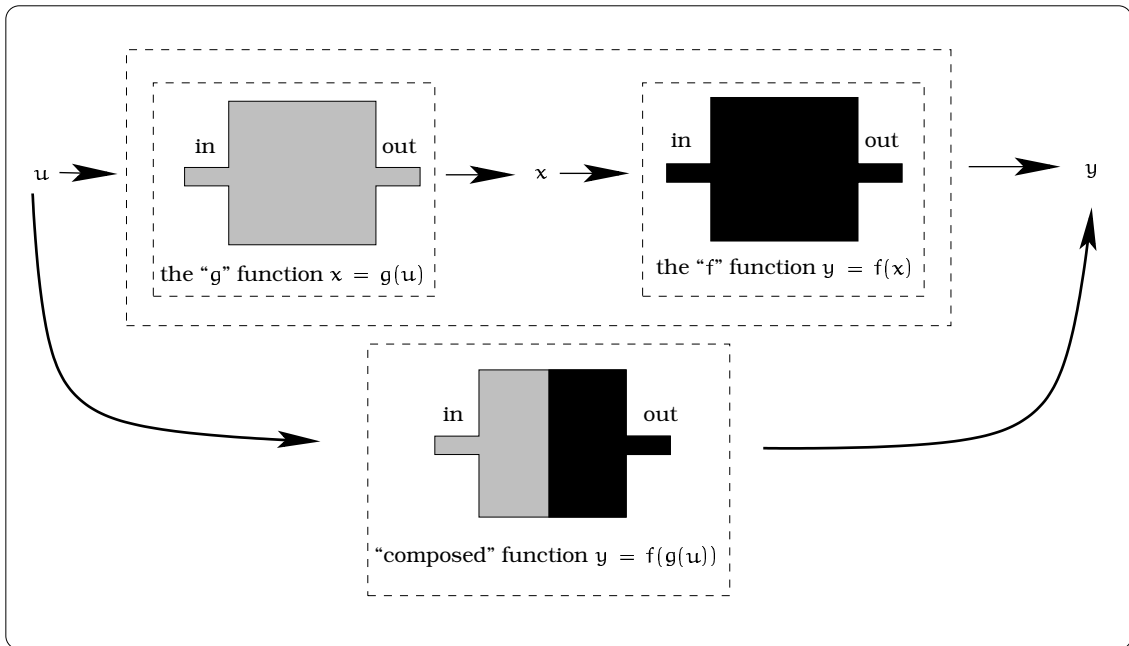 in
out
in
out
u
x
y
the “g” function x = g(u)
the “f” function y = f(x)
in
out
“composed” function y = f(g(u))